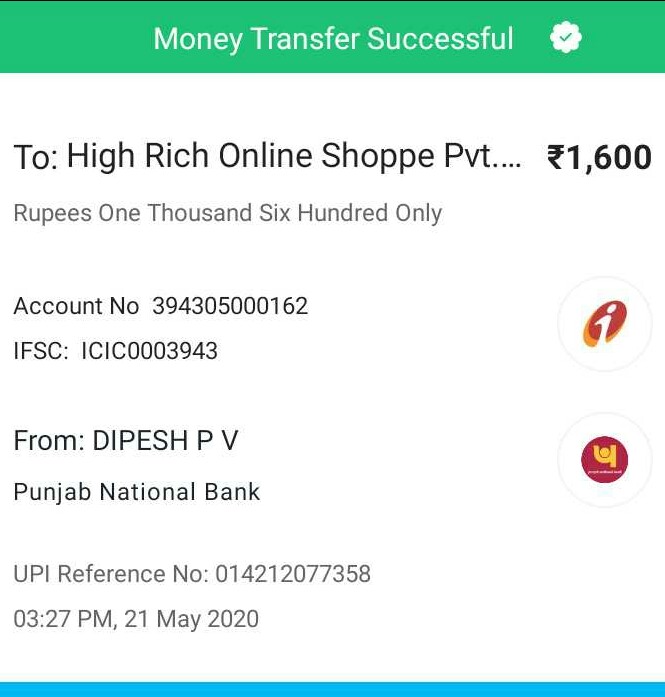 Money Transfer Successful
To: High Rich Online Shoppe Pvt.... ₹1,600
Rupees One Thousand Six Hundred Only
Account No 394305000162
IFSC: ICIC0003943
From: DIPESH P V
Punjab National Bank
UPI Reference No: 014212077358
03:27 PM, 21 May 2020